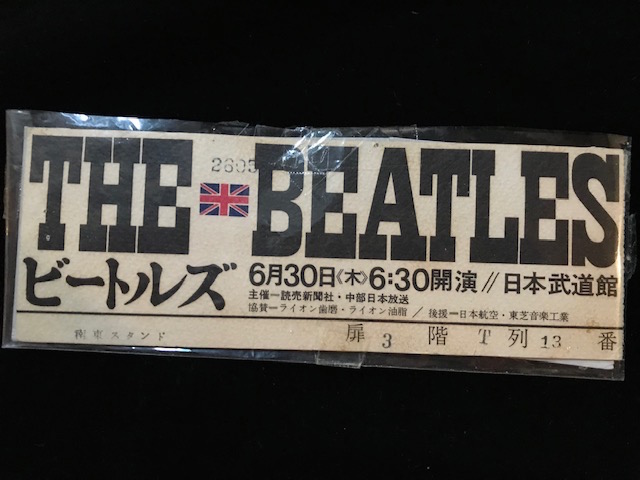 THE BEATLES
ビートルズ
6月30日《木》6:30開演//日本武道館
主催ー読売新聞社・中部日本放送
協賛ーライオン歯磨・ライオン油脂/後援ー日本航空・東芝音楽工業
東スタンド 扉 3 階 T 列 13 番